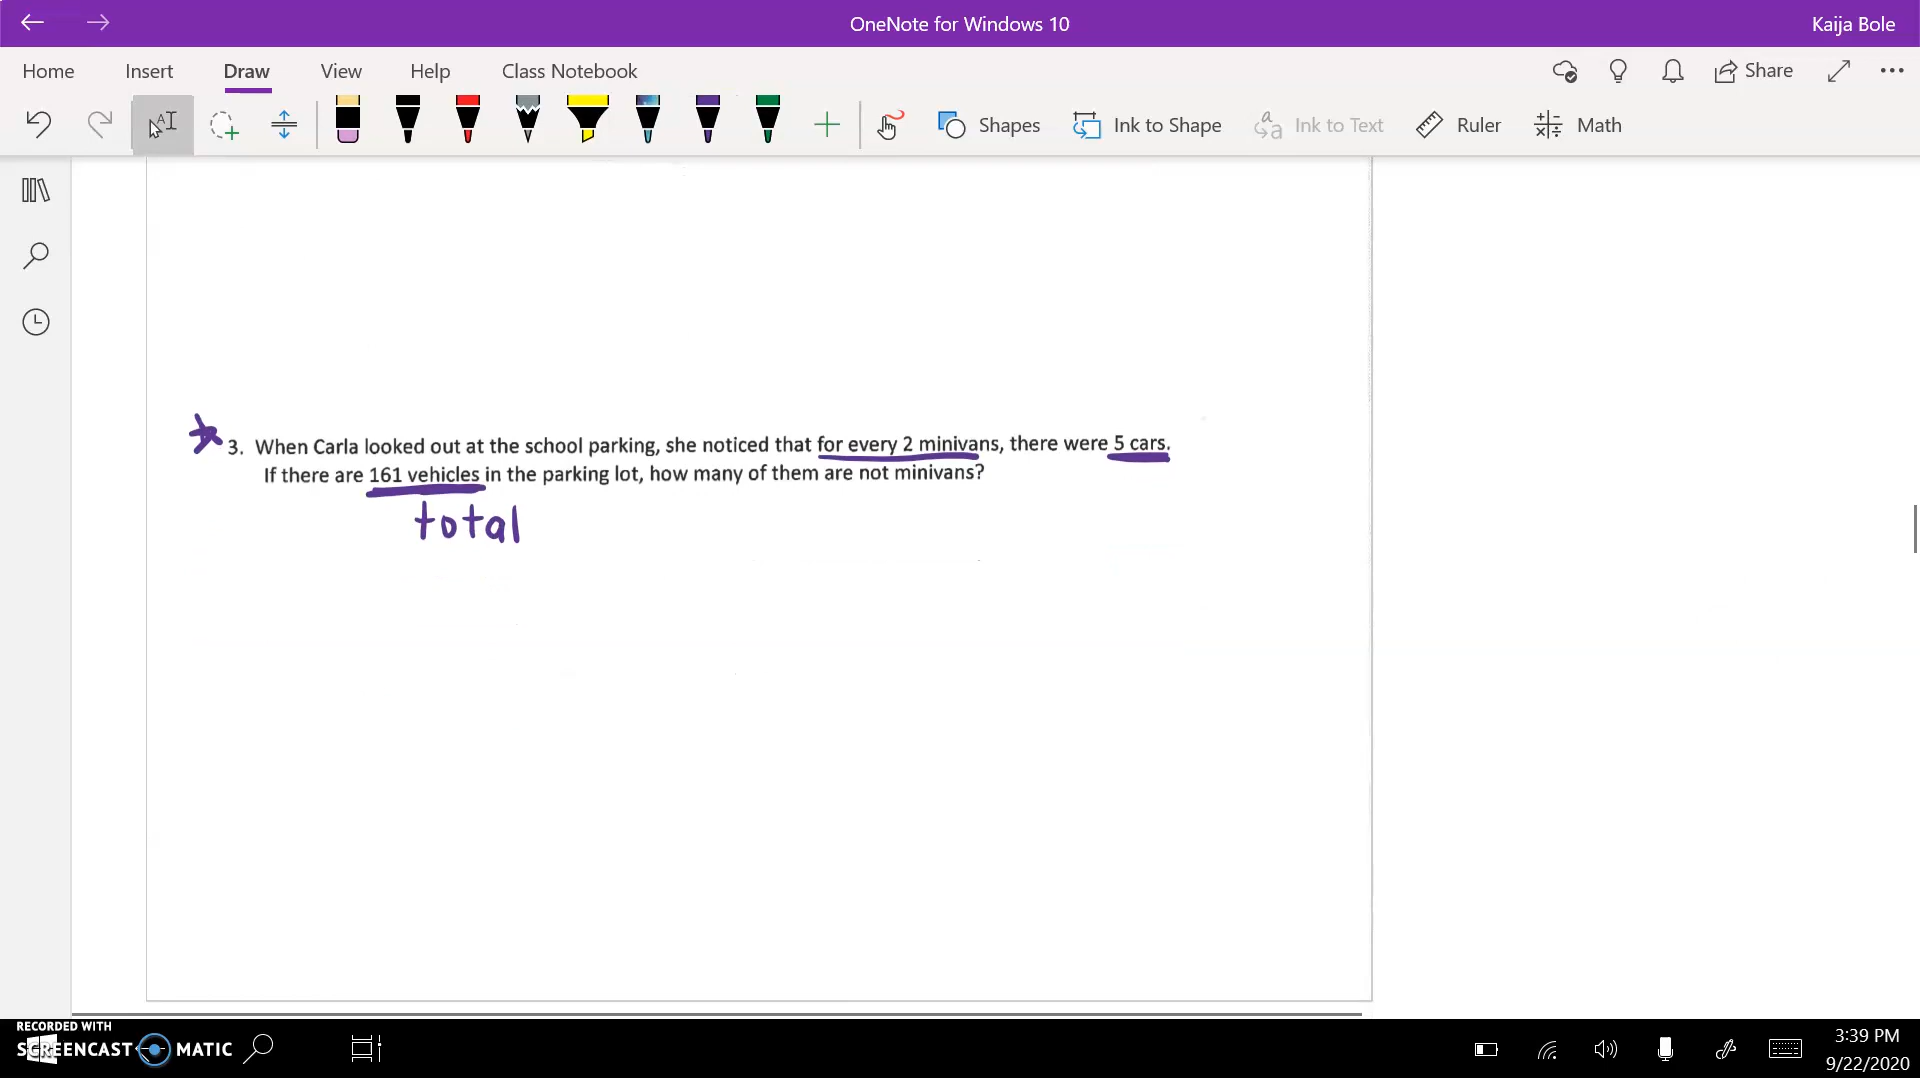 OneNote for Windows 10
Kaija Bole
Home Insert Draw View Help Class Notebook Share
Shapes Ink to Shape Ink to Text Ruler Math
3. When Carla looked out at the school parking, she noticed that for every 2 minivans, there were 5 cars.
If there are 161 vehicles in the parking lot, how many of them are not minivans?
total
RECORDED WITH
SCREENCAST MATIC
3:39 PM
9/22/2020